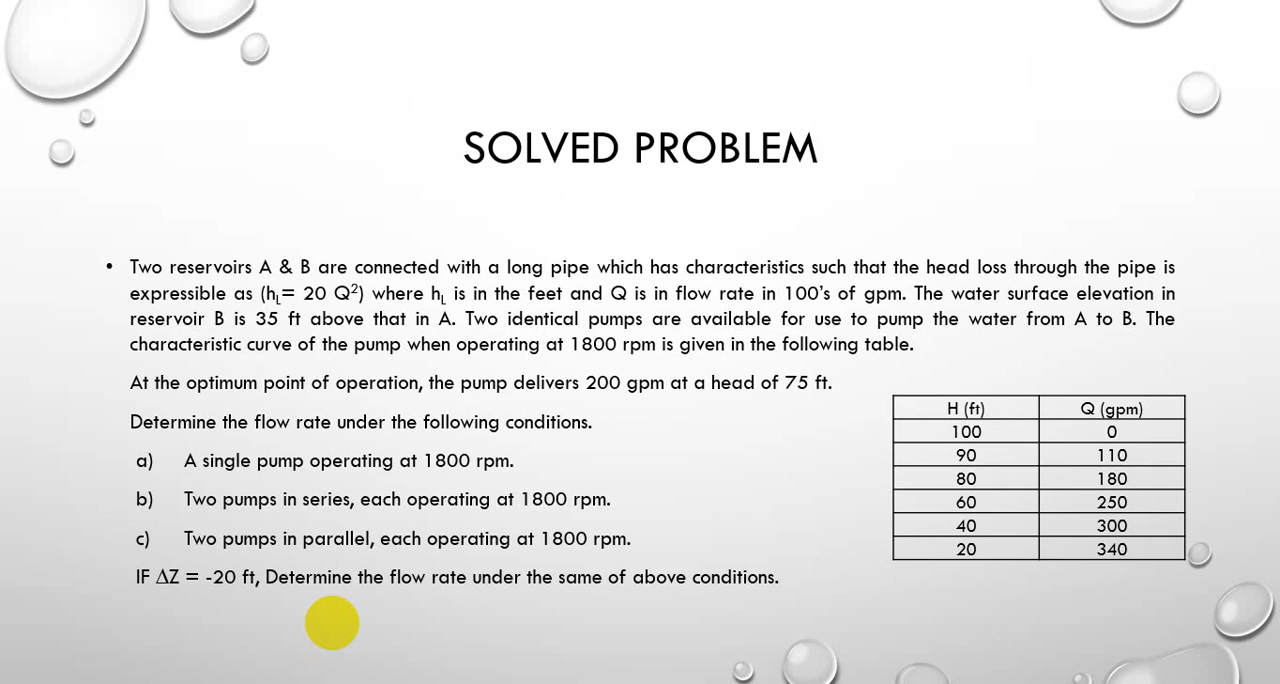 SOLVED PROBLEM
• Two reservoirs A & B are connected with a long pipe which has characteristics such that the head loss through the pipe is
expressible as (hL= 20 Q²) where hL is in the feet and Q is in flow rate in 100's of gpm. The water surface elevation in
reservoir B is 35 ft above that in A. Two identical pumps are available for use to pump the water from A to B. The
characteristic curve of the pump when operating at 1800 rpm is given in the following table.
At the optimum point of operation, the pump delivers 200 gpm at a head of 75 ft.
Determine the flow rate under the following conditions.
a) A single pump operating at 1800 rpm.
b) Two pumps in series, each operating at 1800 rpm.
c) Two pumps in parallel, each operating at 1800 rpm.
IF ΔZ = -20 ft, Determine the flow rate under the same of above conditions.
H (ft) Q (gpm)
100 0
90 110
80 180
60 250
40 300
20 340